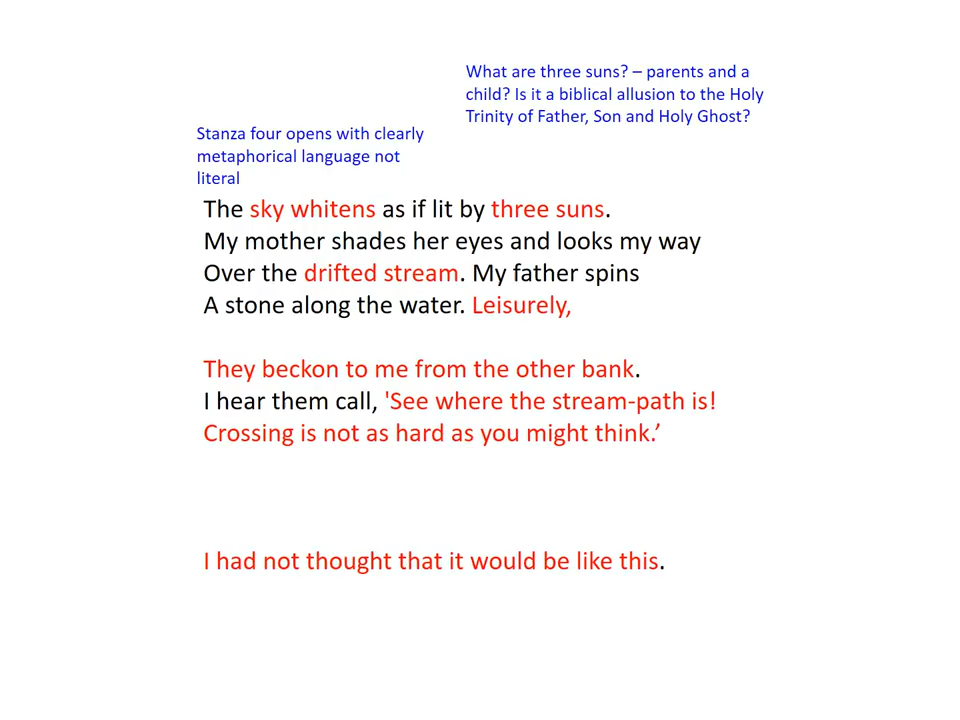 What are three suns? – parents and a
child? Is it a biblical allusion to the Holy
Trinity of Father, Son and Holy Ghost?
Stanza four opens with clearly
metaphorical language not
literal
The sky whitens as if lit by three suns.
My mother shades her eyes and looks my way
Over the drifted stream. My father spins
A stone along the water. Leisurely,
They beckon to me from the other bank.
I hear them call, 'See where the stream-path is!
Crossing is not as hard as you might think.’
I had not thought that it would be like this.